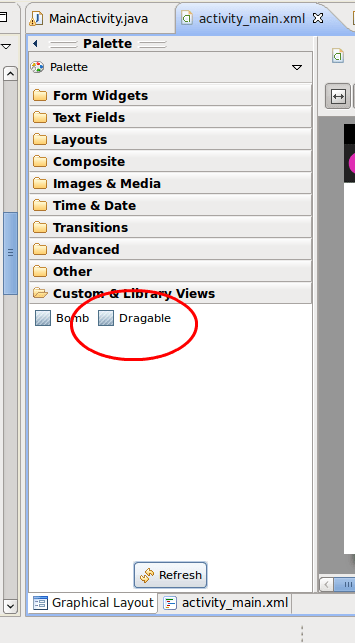 MainActivity.java
activity_main.xml
Palette
Palette
Form Widgets
Text Fields
Layouts
Composite
Images & Media
Time & Date
Transitions
Advanced
Other
Custom & Library Views
Bomb Dragable
Refresh
Graphical Layout activity_main.xml